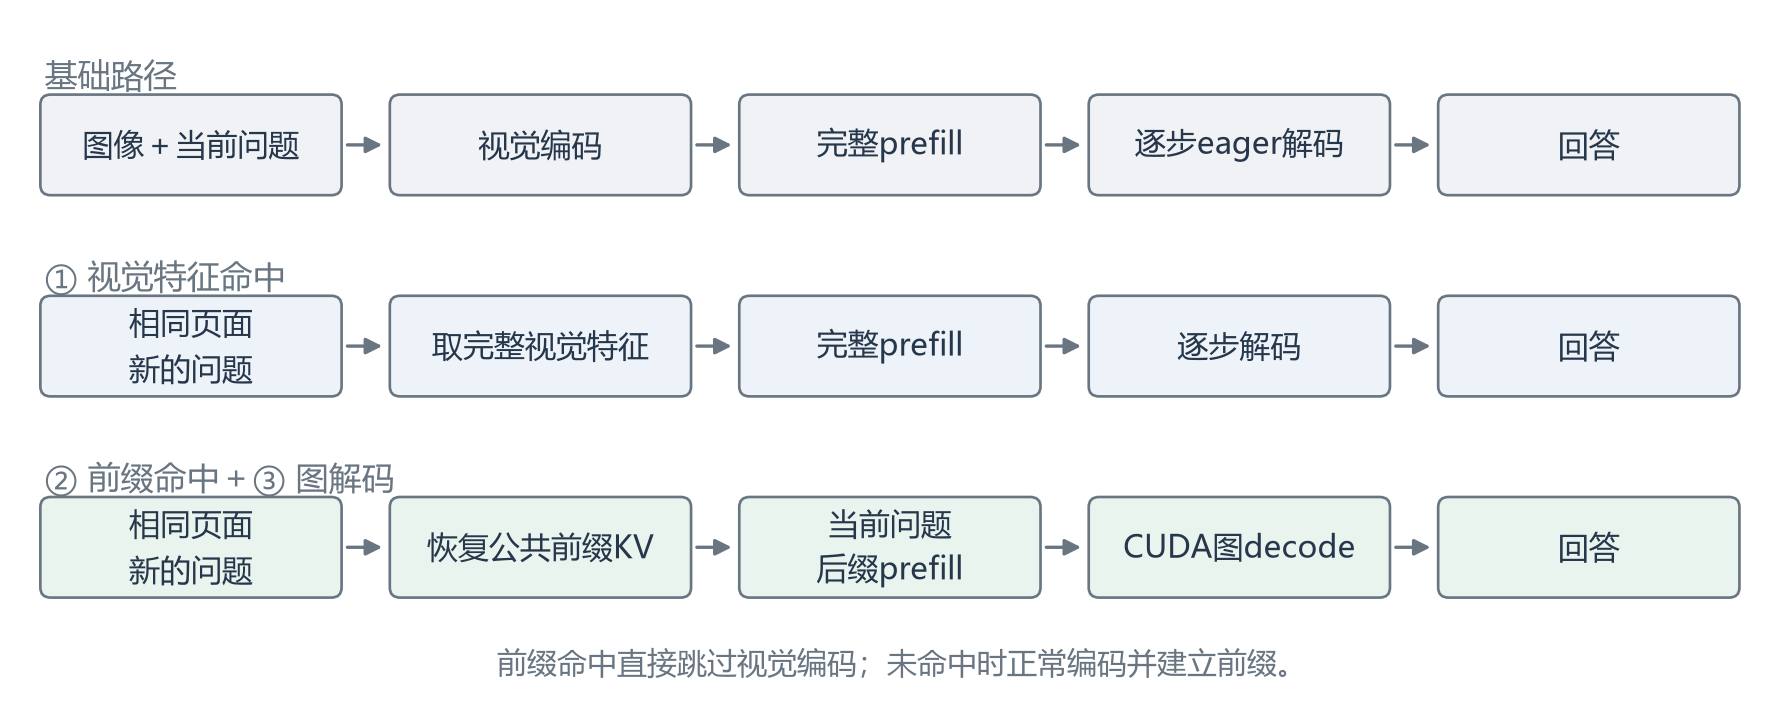 基础路径
图像 + 当前问题
视觉编码
完整prefill
逐步eager解码
回答
① 视觉特征命中
相同页面
新的问题
取完整视觉特征
完整prefill
逐步解码
回答
② 前缀命中 + ③ 图解码
相同页面
新的问题
恢复公共前缀KV
当前问题
后缀prefill
CUDA图decode
回答
前缀命中直接跳过视觉编码；未命中时正常编码并建立前缀。